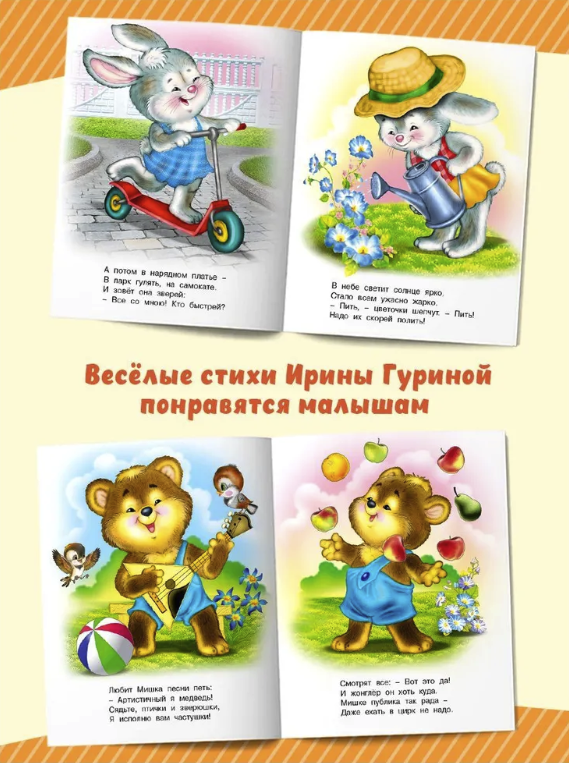 А потом в нарядном платье –
В парк гулять, на самокате.
И зовёт она зверей:
– Все со мною! Кто быстрей?
В небе светит солнце ярко,
Стало всем ужасно жарко.
– Пить, – цветочки шепчут. – Пить!
Надо их скорей полить!
Весёлые стихи Ирины Гуриной
понравятся малышам
Любит Мишка песни петь:
– Артистичный я медведь!
Сядьте, птички и зверюшки,
Я исполню вам частушки!
Смотрят все: – Вот это да!
И жонглёр он хоть куда.
Мишке публика так рада –
Даже ехать в цирк не надо.